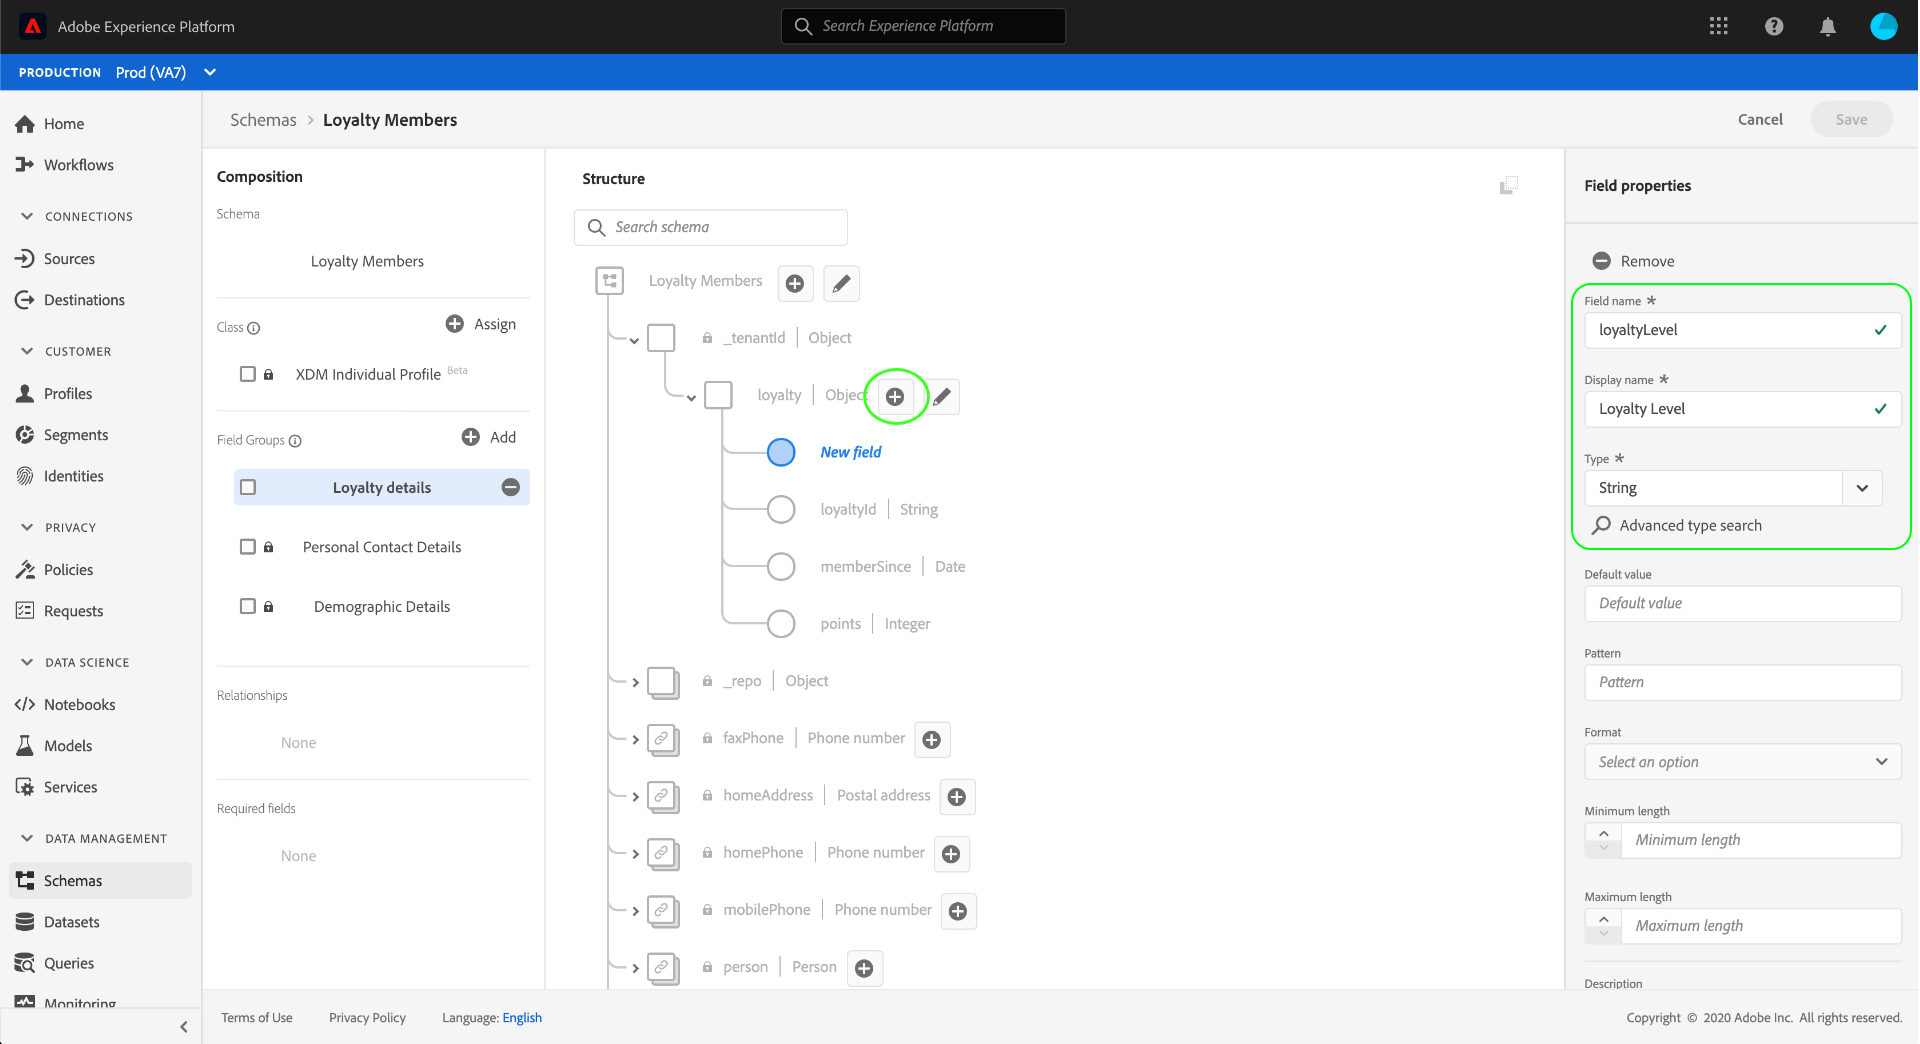 Adobe Experience Platform
Search Experience Platform
PRODUCTION Prod (VA7)
Home
Workflows
CONNECTIONS
Sources
Destinations
CUSTOMER
Profiles
Segments
Identities
PRIVACY
Policies
Requests
DATA SCIENCE
Notebooks
Models
Services
DATA MANAGEMENT
Schemas
Datasets
Queries
Monitoring
Schemas > Loyalty Members
Cancel
Save
Composition
Schema
Loyalty Members
Class
Assign
XDM Individual Profile Beta
Field Groups
Add
Loyalty details
Personal Contact Details
Demographic Details
Relationships
None
Required fields
None
Structure
Search schema
Loyalty Members
_tenantId | Object
loyalty | Object
New field
loyaltyId | String
memberSince | Date
points | Integer
_repo | Object
faxPhone | Phone number
homeAddress | Postal address
homePhone | Phone number
mobilePhone | Phone number
person | Person
Field properties
Remove
Field name *
loyaltyLevel
Display name *
Loyalty Level
Type *
String
Advanced type search
Default value
Default value
Pattern
Pattern
Format
Select an option
Minimum length
Minimum length
Maximum length
Maximum length
Description
Terms of Use
Privacy Policy
Language: English
Copyright © 2020 Adobe Inc. All rights reserved.